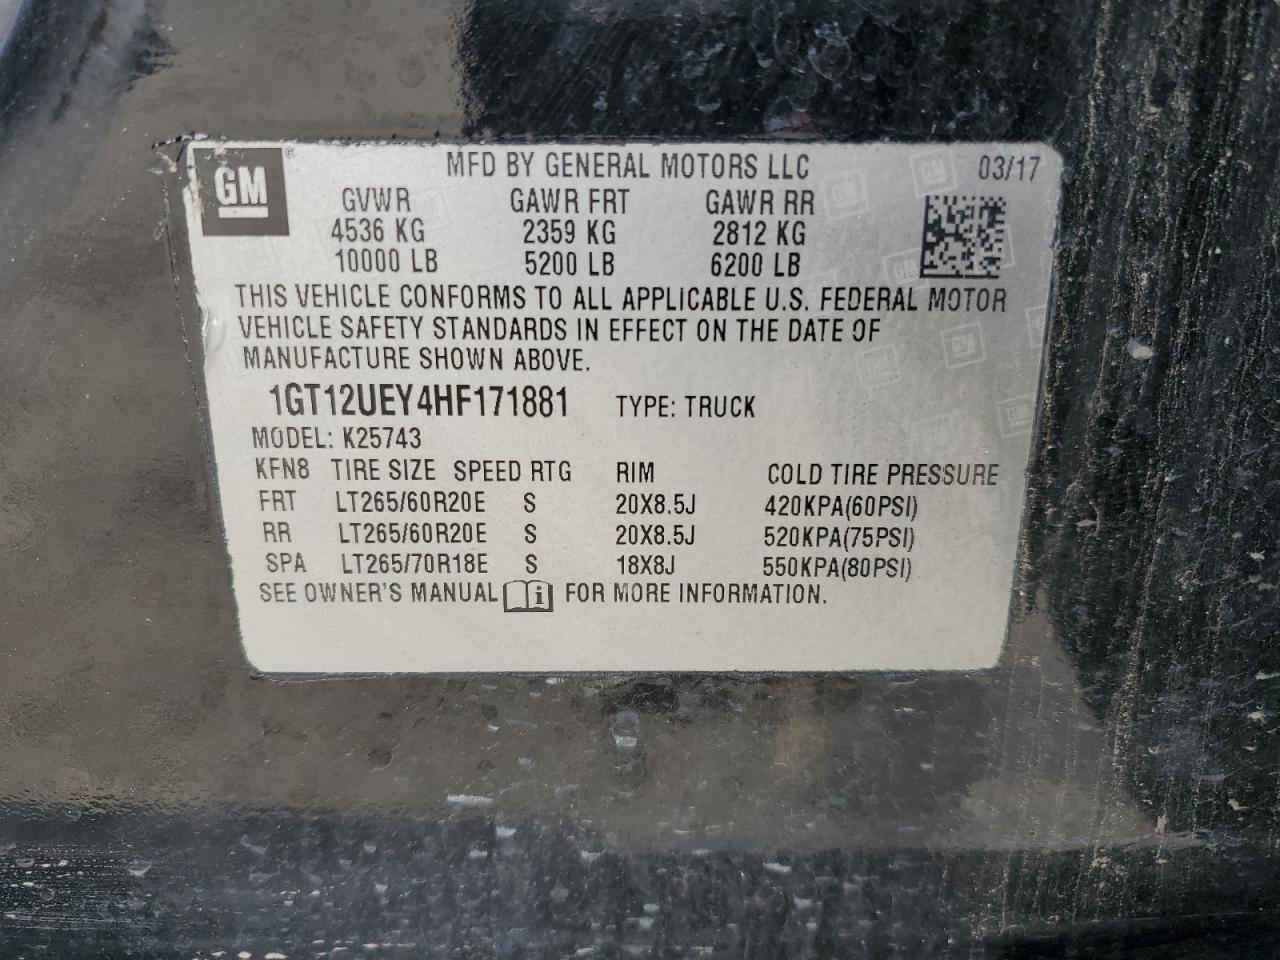 GM ® MFD BY GENERAL MOTORS LLC 03/17
GVWR GAWR FRT GAWR RR
4536 KG 2359 KG 2812 KG
10000 LB 5200 LB 6200 LB
THIS VEHICLE CONFORMS TO ALL APPLICABLE U.S. FEDERAL MOTOR
VEHICLE SAFETY STANDARDS IN EFFECT ON THE DATE OF
MANUFACTURE SHOWN ABOVE.
1GT12UEY4HF171881 TYPE: TRUCK
MODEL: K25743
KFN8 TIRE SIZE SPEED RTG RIM COLD TIRE PRESSURE
FRT LT265/60R20E S 20X8.5J 420KPA(60PSI)
RR LT265/60R20E S 20X8.5J 520KPA(75PSI)
SPA LT265/70R18E S 18X8J 550KPA(80PSI)
SEE OWNER'S MANUAL i FOR MORE INFORMATION.